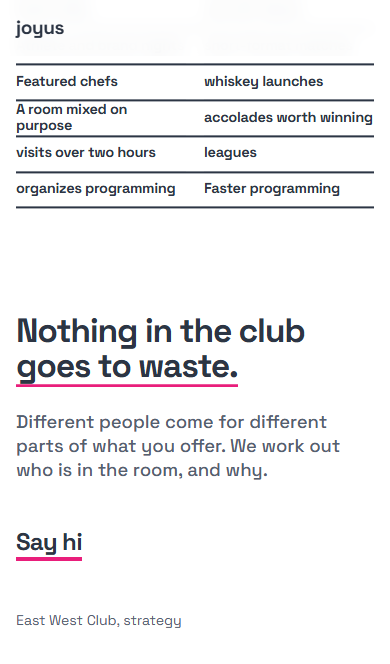 joyus
Featured chefs
whiskey launches
A room mixed on
purpose
accolades worth winning
visits over two hours
leagues
organizes programming
Faster programming
Nothing in the club
goes to waste.
Different people come for different
parts of what you offer. We work out
who is in the room, and why.
Say hi
East West Club, strategy